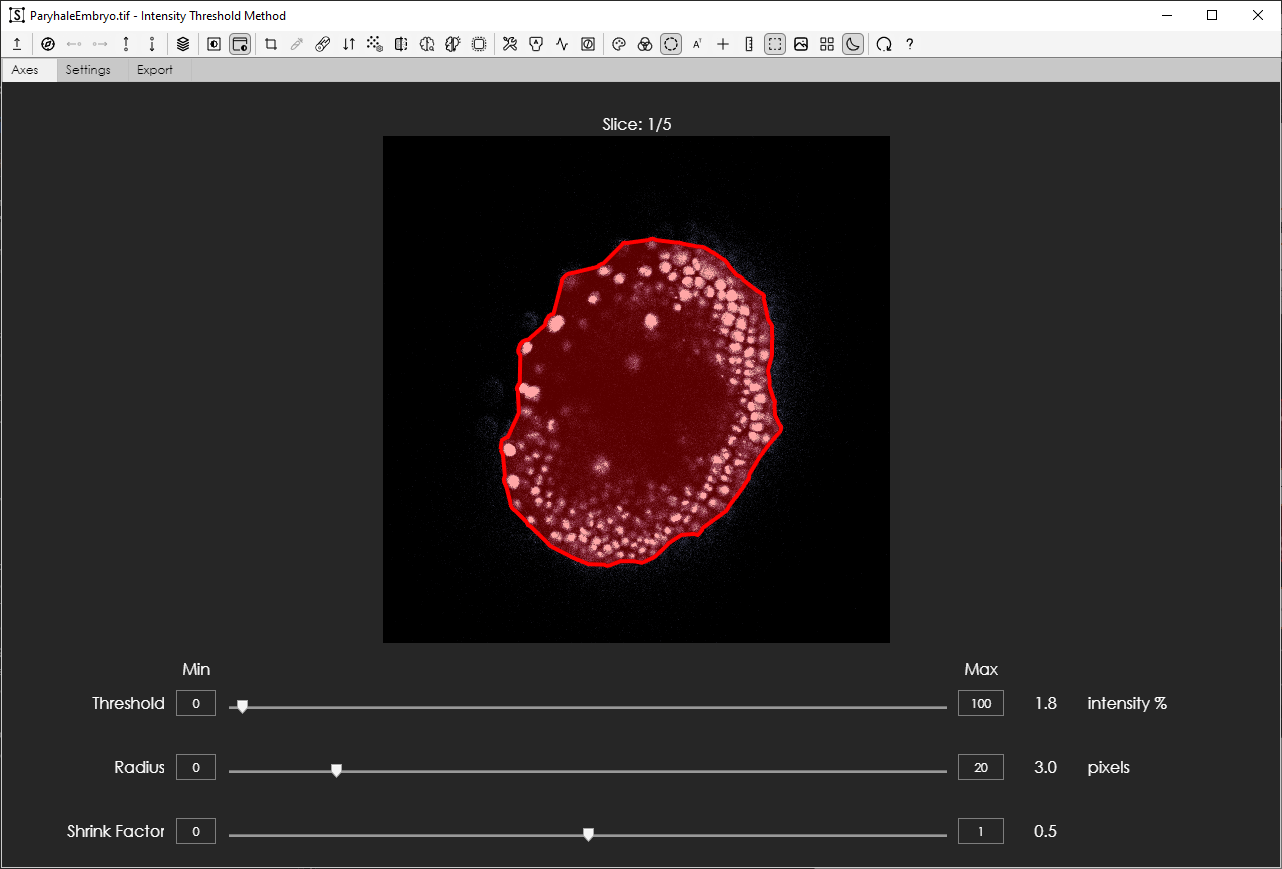 ParyhaleEmbryo.tif - Intensity Threshold Method
Axes Settings Export
Slice: 1/5
Min Max
Threshold 0 100 1.8 intensity %
Radius 0 20 3.0 pixels
Shrink Factor 0 1 0.5